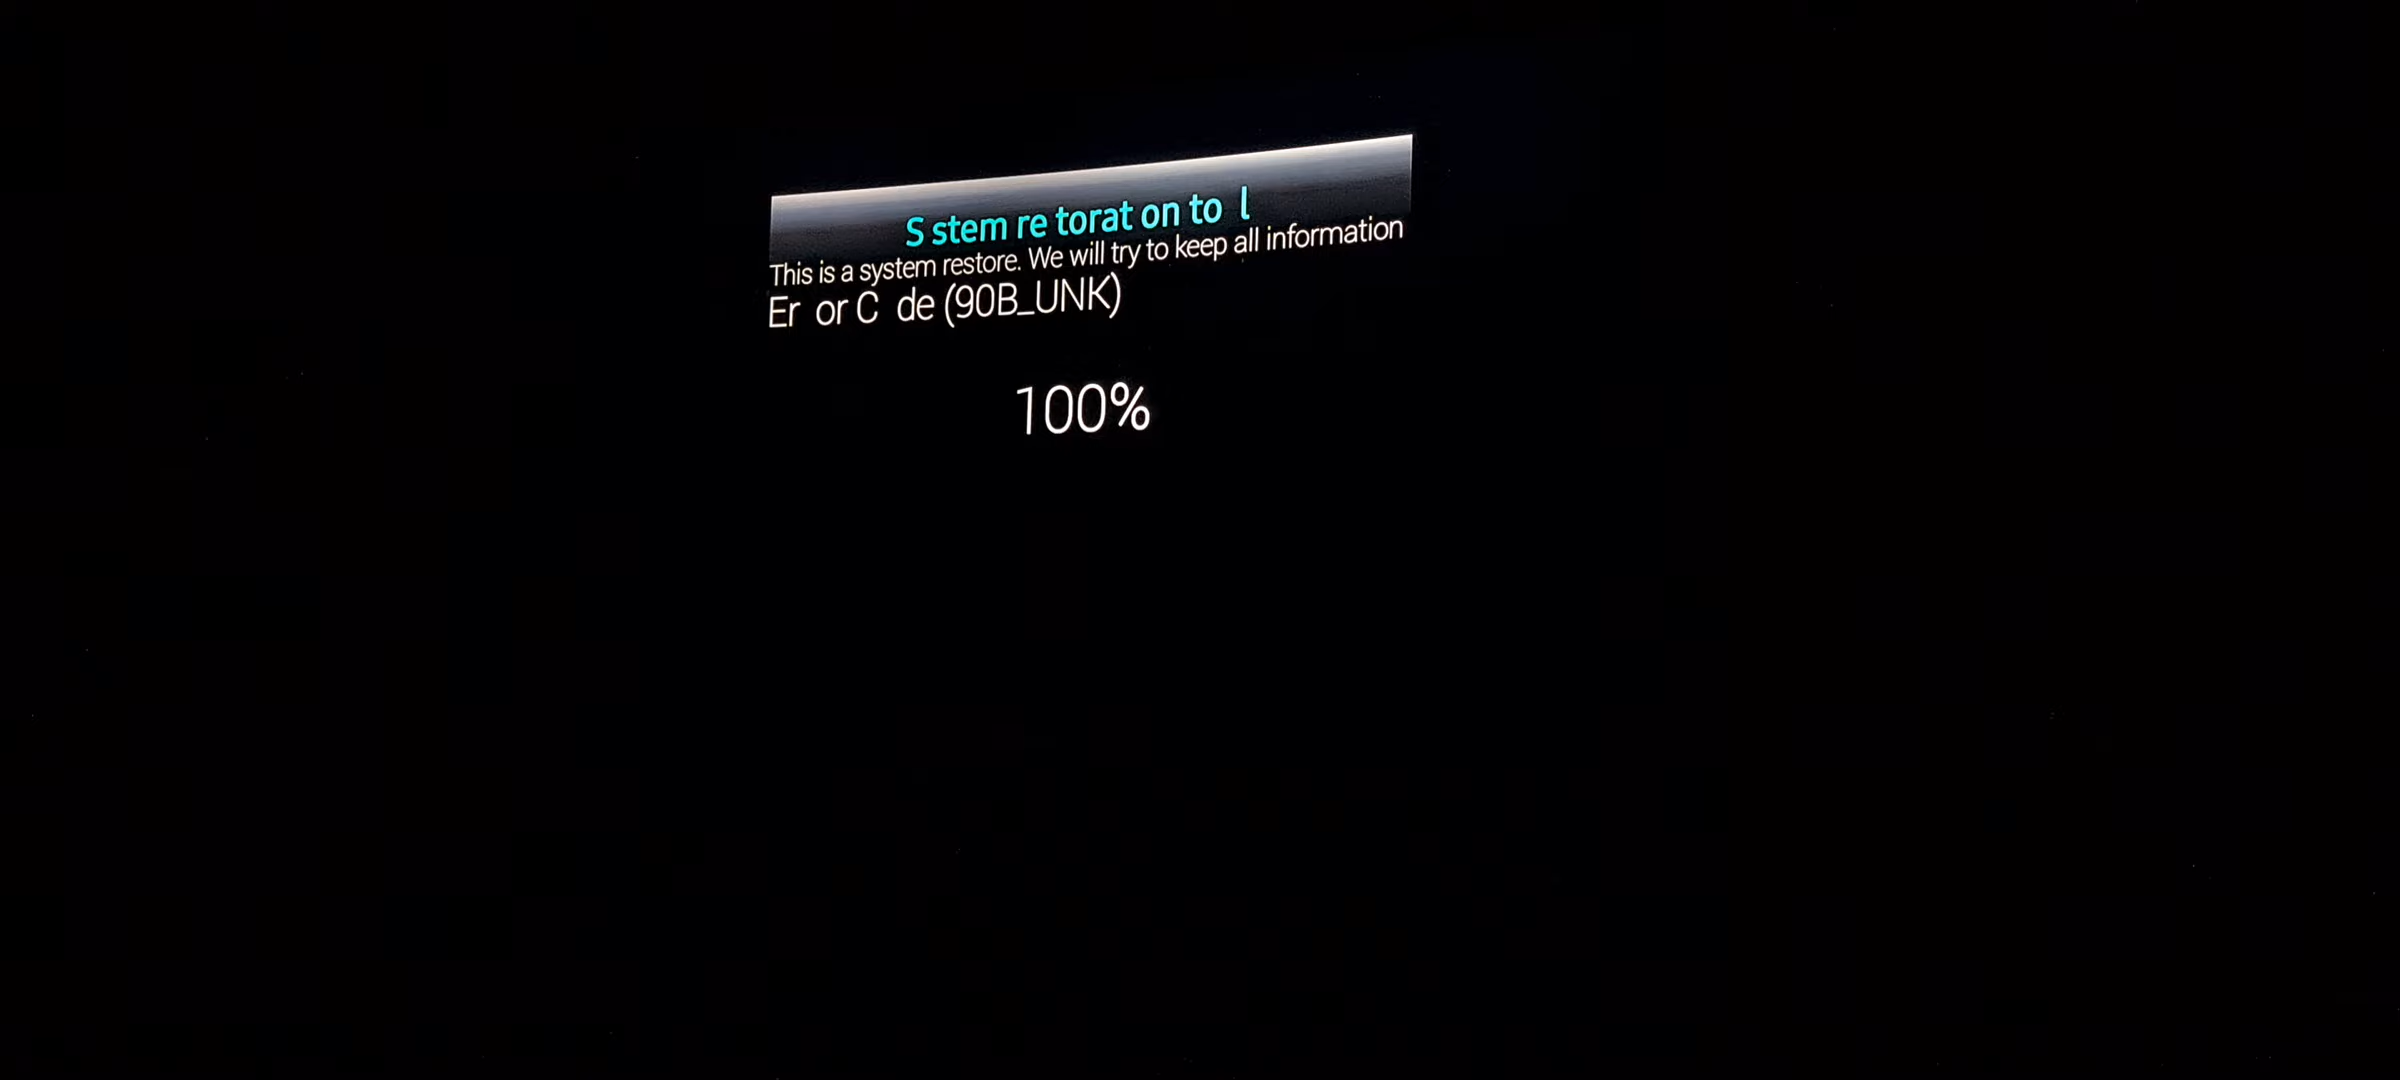 S stem re torat on to l
This is a system restore. We will try to keep all information
Er or C de (90B_UNK)
100%